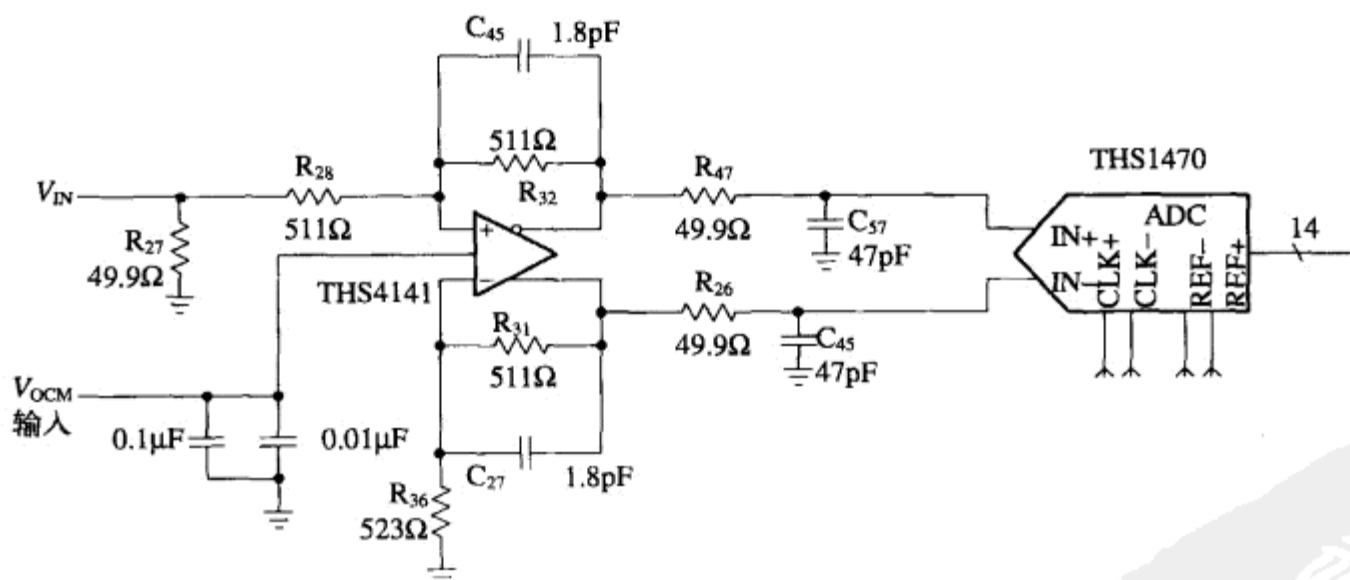 C₄₅ 1.8pF
511Ω
R₃₂
V_IN
R₂₈
511Ω
R₂₇
49.9Ω
+
−
THS4141
R₄₇
49.9Ω
C₅₇
47pF
THS1470
ADC
IN+
IN−
CLK+
CLK−
REF−
REF+
14
R₂₆
49.9Ω
C₄₅
47pF
R₃₁
511Ω
V_OCM
输入
0.1μF
0.01μF
C₂₇ 1.8pF
R₃₆
523Ω